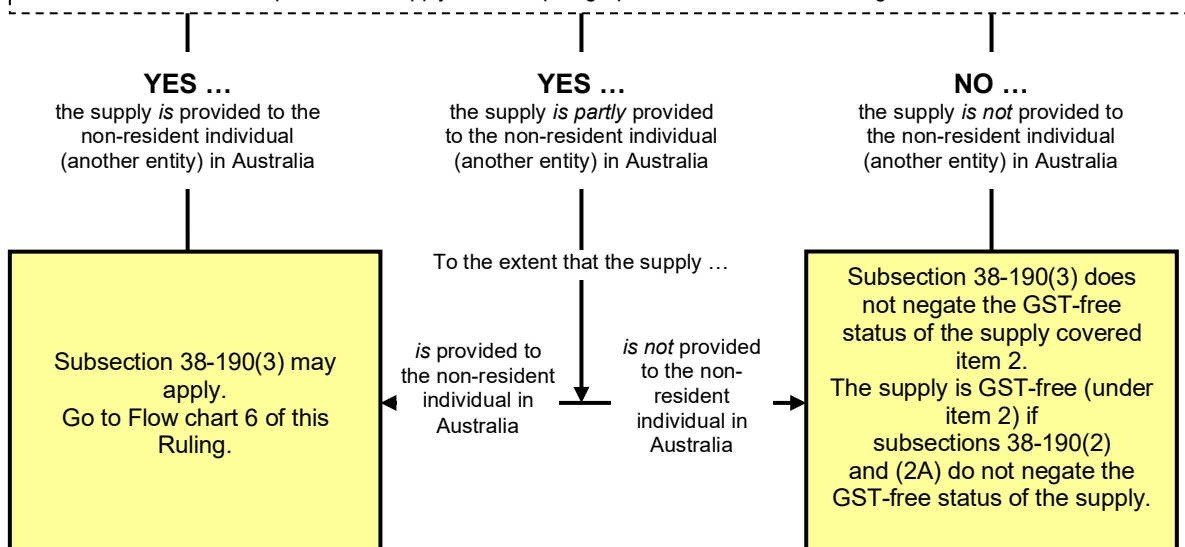 YES …
the supply is provided to the
non-resident individual
(another entity) in Australia
YES …
the supply is partly provided
to the non-resident individual
(another entity) in Australia
NO …
the supply is not provided to
the non-resident individual
(another entity) in Australia
To the extent that the supply …
Subsection 38-190(3) may
apply.
Go to Flow chart 6 of this
Ruling.
is provided to
the non-resident
individual in
Australia
is not provided
to the non-
resident
individual in
Australia
Subsection 38-190(3) does
not negate the GST-free
status of the supply covered
item 2.
The supply is GST-free (under
item 2) if
subsections 38-190(2)
and (2A) do not negate the
GST-free status of the supply.